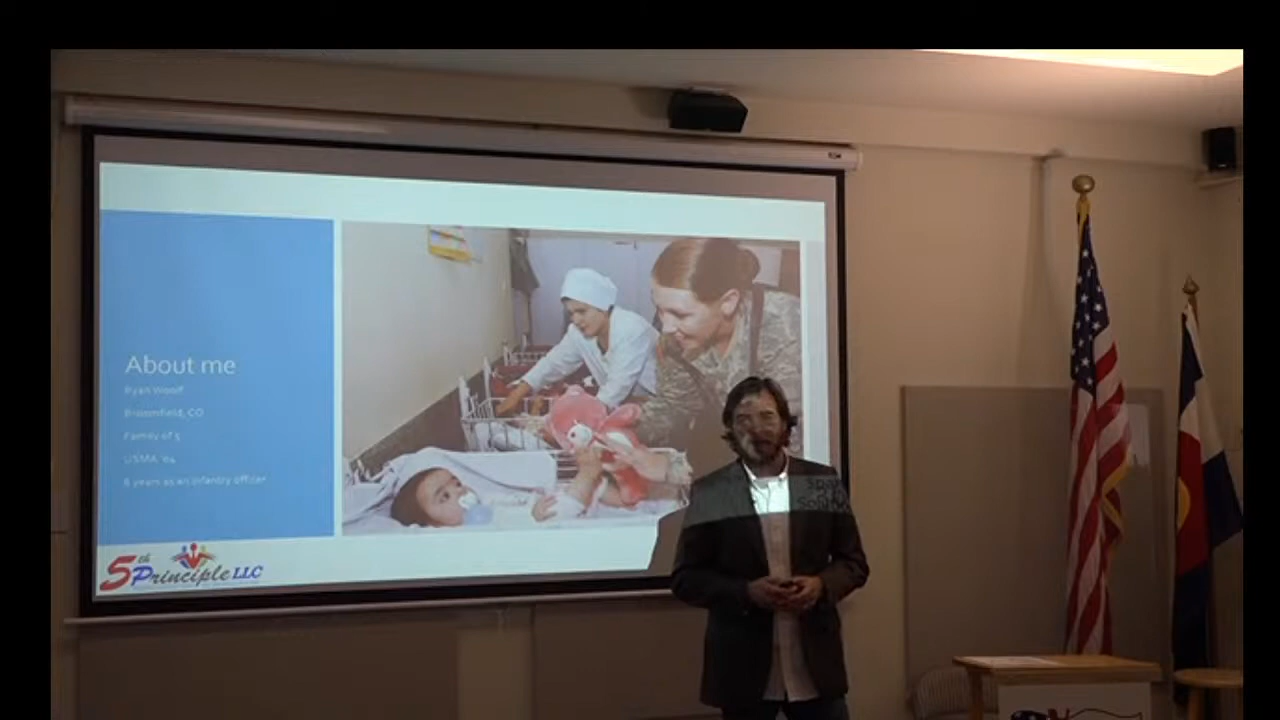 About me
Ryan Woolf
Broomfield, CO
Family of 5
USMA '04
8 years as an infantry officer
5th Principle LLC